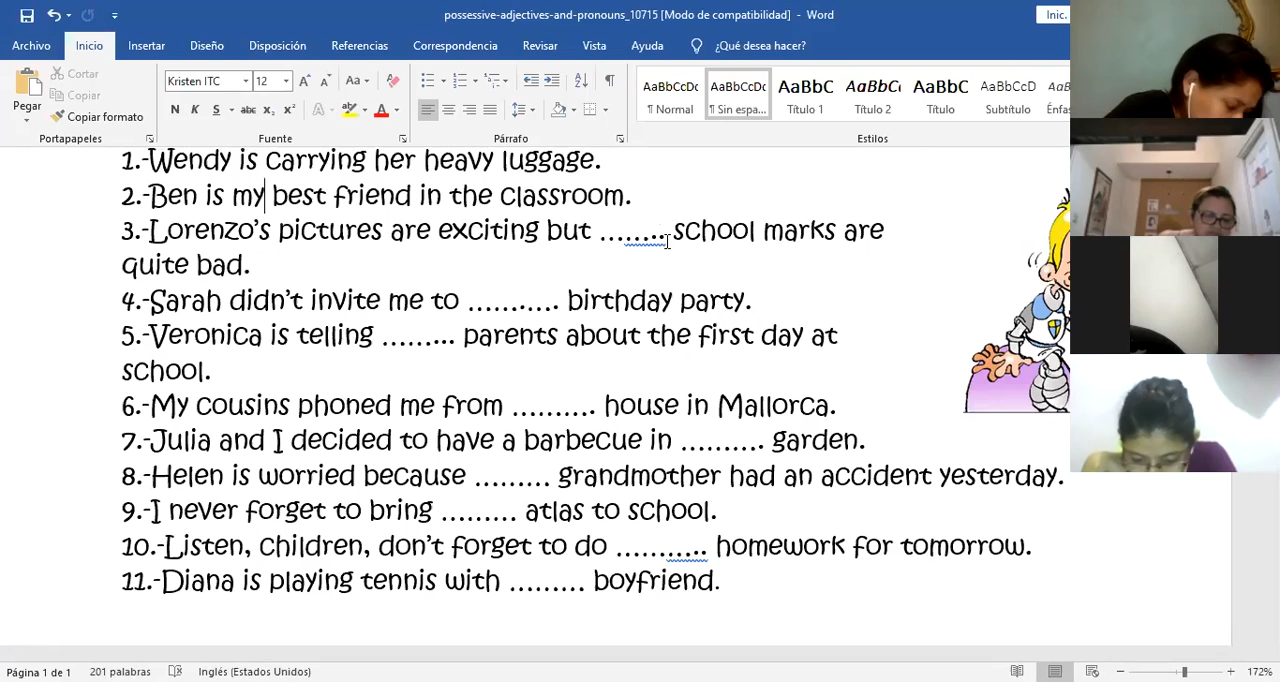 possessive-adjectives-and-pronouns_10715 [Modo de compatibilidad] - Word
Inic.
Archivo Inicio Insertar Diseño Disposición Referencias Correspondencia Revisar Vista Ayuda ¿Qué desea hacer?
Pegar
Cortar
Copiar
Copiar formato
Portapapeles
Kristen ITC 12
Aa
N K S abc x₂ x²
A
Fuente
Párrafo
AaBbCcDc AaBbCcDc AaBbC AaBbCc AaBbC AaBbCcD AaBbCcDc
¶ Normal ¶ Sin espa... Título 1 Título 2 Título Subtítulo Énfas
Estilos
1.-Wendy is carrying her heavy luggage.
2.-Ben is my best friend in the classroom.
3.-Lorenzo’s pictures are exciting but …….. school marks are
quite bad.
4.-Sarah didn’t invite me to ………. birthday party.
5.-Veronica is telling ……... parents about the first day at
school.
6.-My cousins phoned me from ………. house in Mallorca.
7.-Julia and I decided to have a barbecue in ………. garden.
8.-Helen is worried because ……… grandmother had an accident yesterday.
9.-I never forget to bring ……… atlas to school.
10.-Listen, children, don’t forget to do ……….. homework for tomorrow.
11.-Diana is playing tennis with ……… boyfriend.
Página 1 de 1 201 palabras Inglés (Estados Unidos) 172%